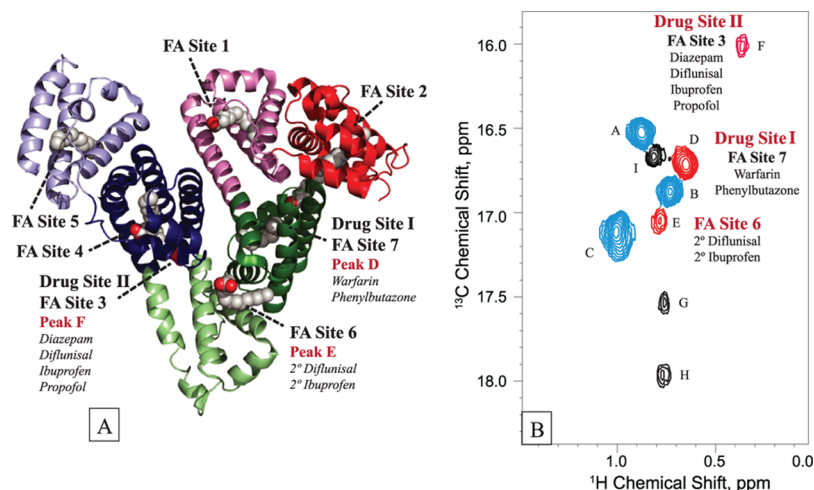 FA Site 1
FA Site 2
FA Site 5
FA Site 4
Drug Site II
FA Site 3
Peak F
Diazepam
Diflunisal
Ibuprofen
Propofol
Drug Site I
FA Site 7
Peak D
Warfarin
Phenylbutazone
FA Site 6
Peak E
2º Diflunisal
2º Ibuprofen
A
Drug Site II
FA Site 3
Diazepam
Diflunisal
Ibuprofen
Propofol
F
A
D
I
Drug Site I
FA Site 7
Warfarin
Phenylbutazone
B
E
FA Site 6
2º Diflunisal
2º Ibuprofen
C
G
H
16.0
16.5
17.0
17.5
18.0
¹³C Chemical Shift, ppm
B
1.0 0.5 0.0
¹H Chemical Shift, ppm